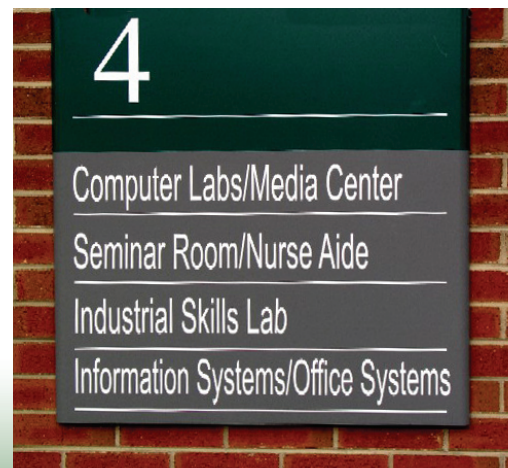 4
Computer Labs/Media Center
Seminar Room/Nurse Aide
Industrial Skills Lab
Information Systems/Office Systems